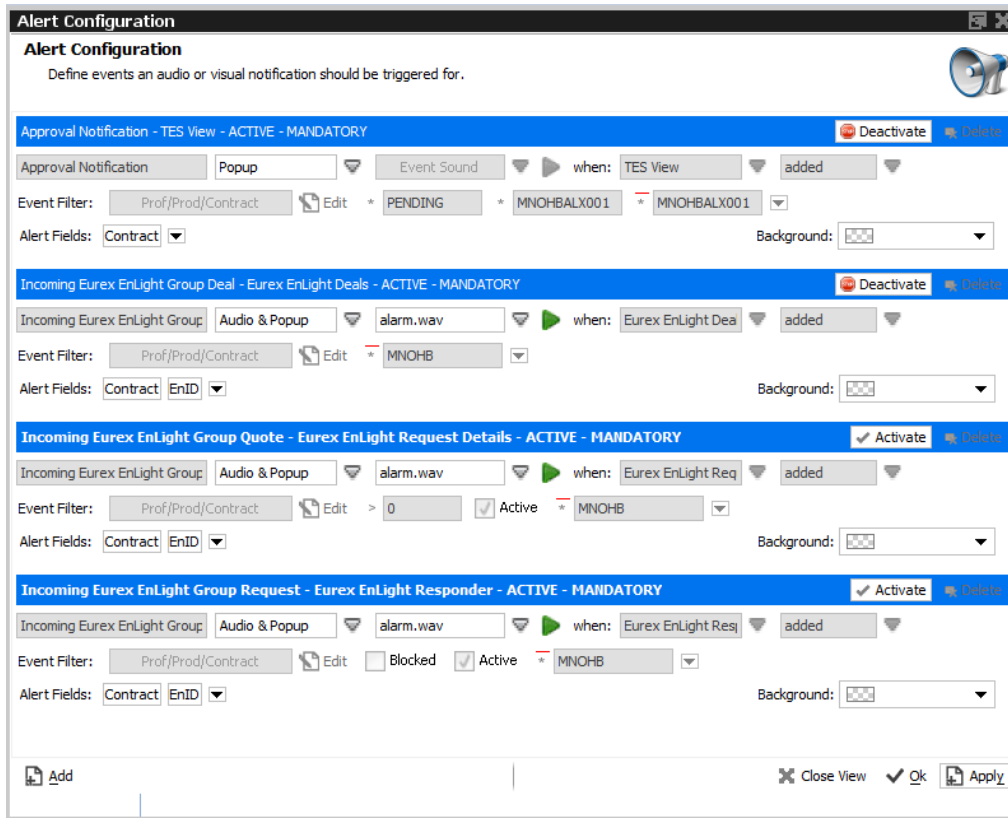 Alert Configuration
Alert Configuration
Define events an audio or visual notification should be triggered for.
Approval Notification - TES View - ACTIVE - MANDATORY Deactivate Delete
Approval Notification Popup Event Sound when: TES View added
Event Filter: Prof/Prod/Contract Edit * PENDING * MNOHBALX001 * MNOHBALX001
Alert Fields: Contract Background:
Incoming Eurex EnLight Group Deal - Eurex EnLight Deals - ACTIVE - MANDATORY Deactivate Delete
Incoming Eurex EnLight Group Audio & Popup alarm.wav when: Eurex EnLight Deal added
Event Filter: Prof/Prod/Contract Edit * MNOHB
Alert Fields: Contract EnID Background:
Incoming Eurex EnLight Group Quote - Eurex EnLight Request Details - ACTIVE - MANDATORY Activate Delete
Incoming Eurex EnLight Group Audio & Popup alarm.wav when: Eurex EnLight Req added
Event Filter: Prof/Prod/Contract Edit > 0 Active * MNOHB
Alert Fields: Contract EnID Background:
Incoming Eurex EnLight Group Request - Eurex EnLight Responder - ACTIVE - MANDATORY Activate Delete
Incoming Eurex EnLight Group Audio & Popup alarm.wav when: Eurex EnLight Resp added
Event Filter: Prof/Prod/Contract Edit Blocked Active * MNOHB
Alert Fields: Contract EnID Background:
Add Close View Ok Apply